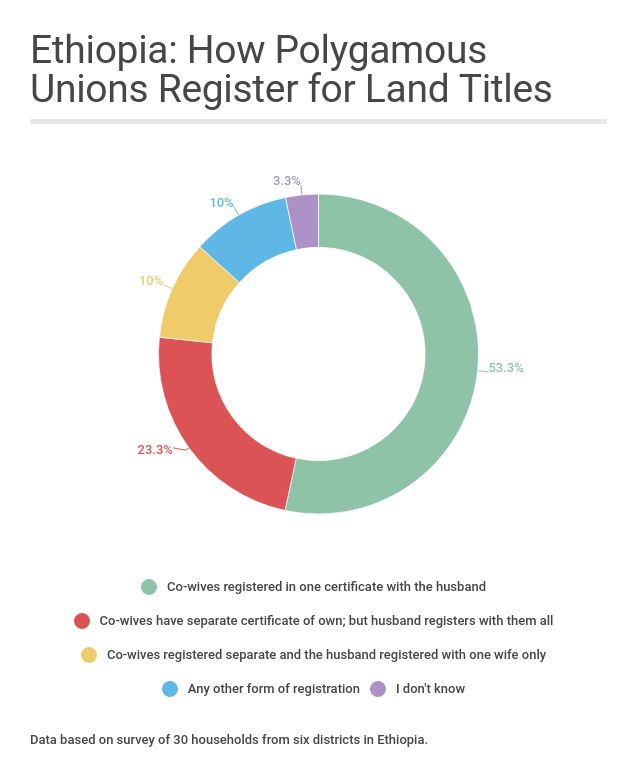 Ethiopia: How Polygamous
Unions Register for Land Titles
3.3%
10%
10%
53.3%
23.3%
Co-wives registered in one certificate with the husband
Co-wives have separate certificate of own; but husband registers with them all
Co-wives registered separate and the husband registered with one wife only
Any other form of registration I don't know
Data based on survey of 30 households from six districts in Ethiopia.